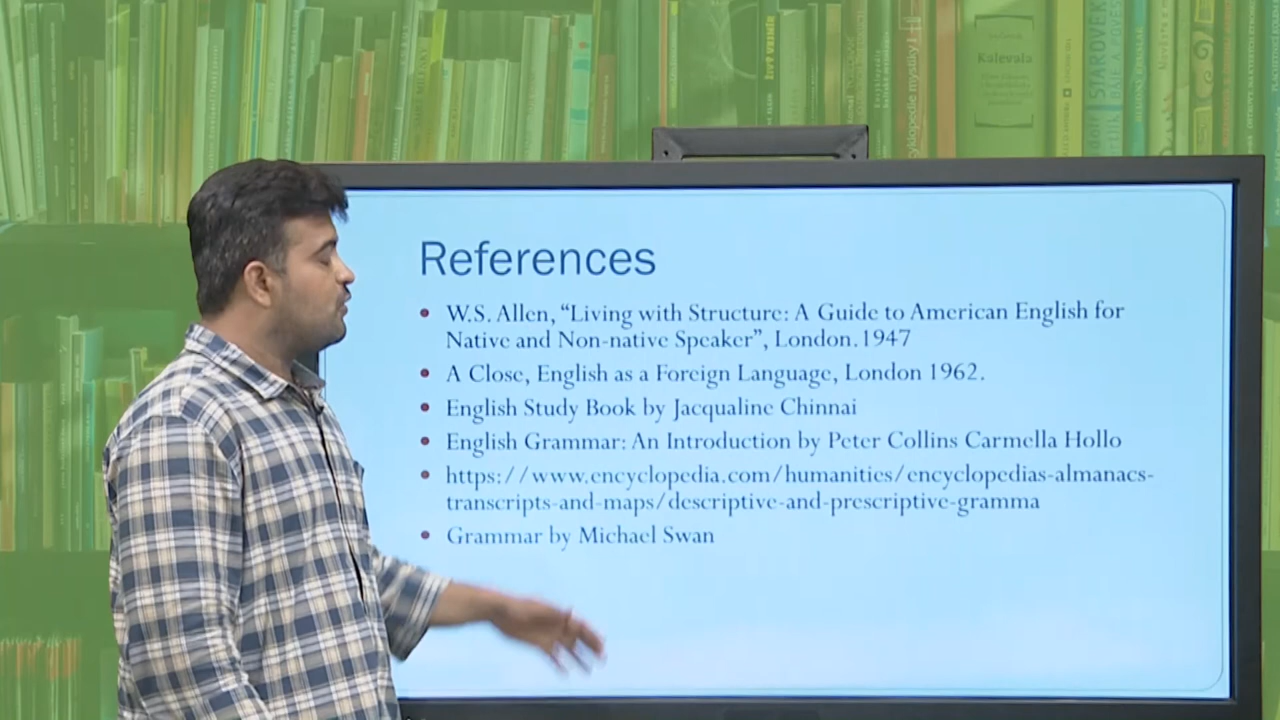 References
W.S. Allen, “Living with Structure: A Guide to American English for
Native and Non-native Speaker”, London.1947
A Close, English as a Foreign Language, London 1962.
English Study Book by Jacqualine Chinnai
English Grammar: An Introduction by Peter Collins Carmella Hollo
https://www.encyclopedia.com/humanities/encyclopedias-almanacs-
transcripts-and-maps/descriptive-and-prescriptive-gramma
Grammar by Michael Swan
Kalevala
STARDVEK